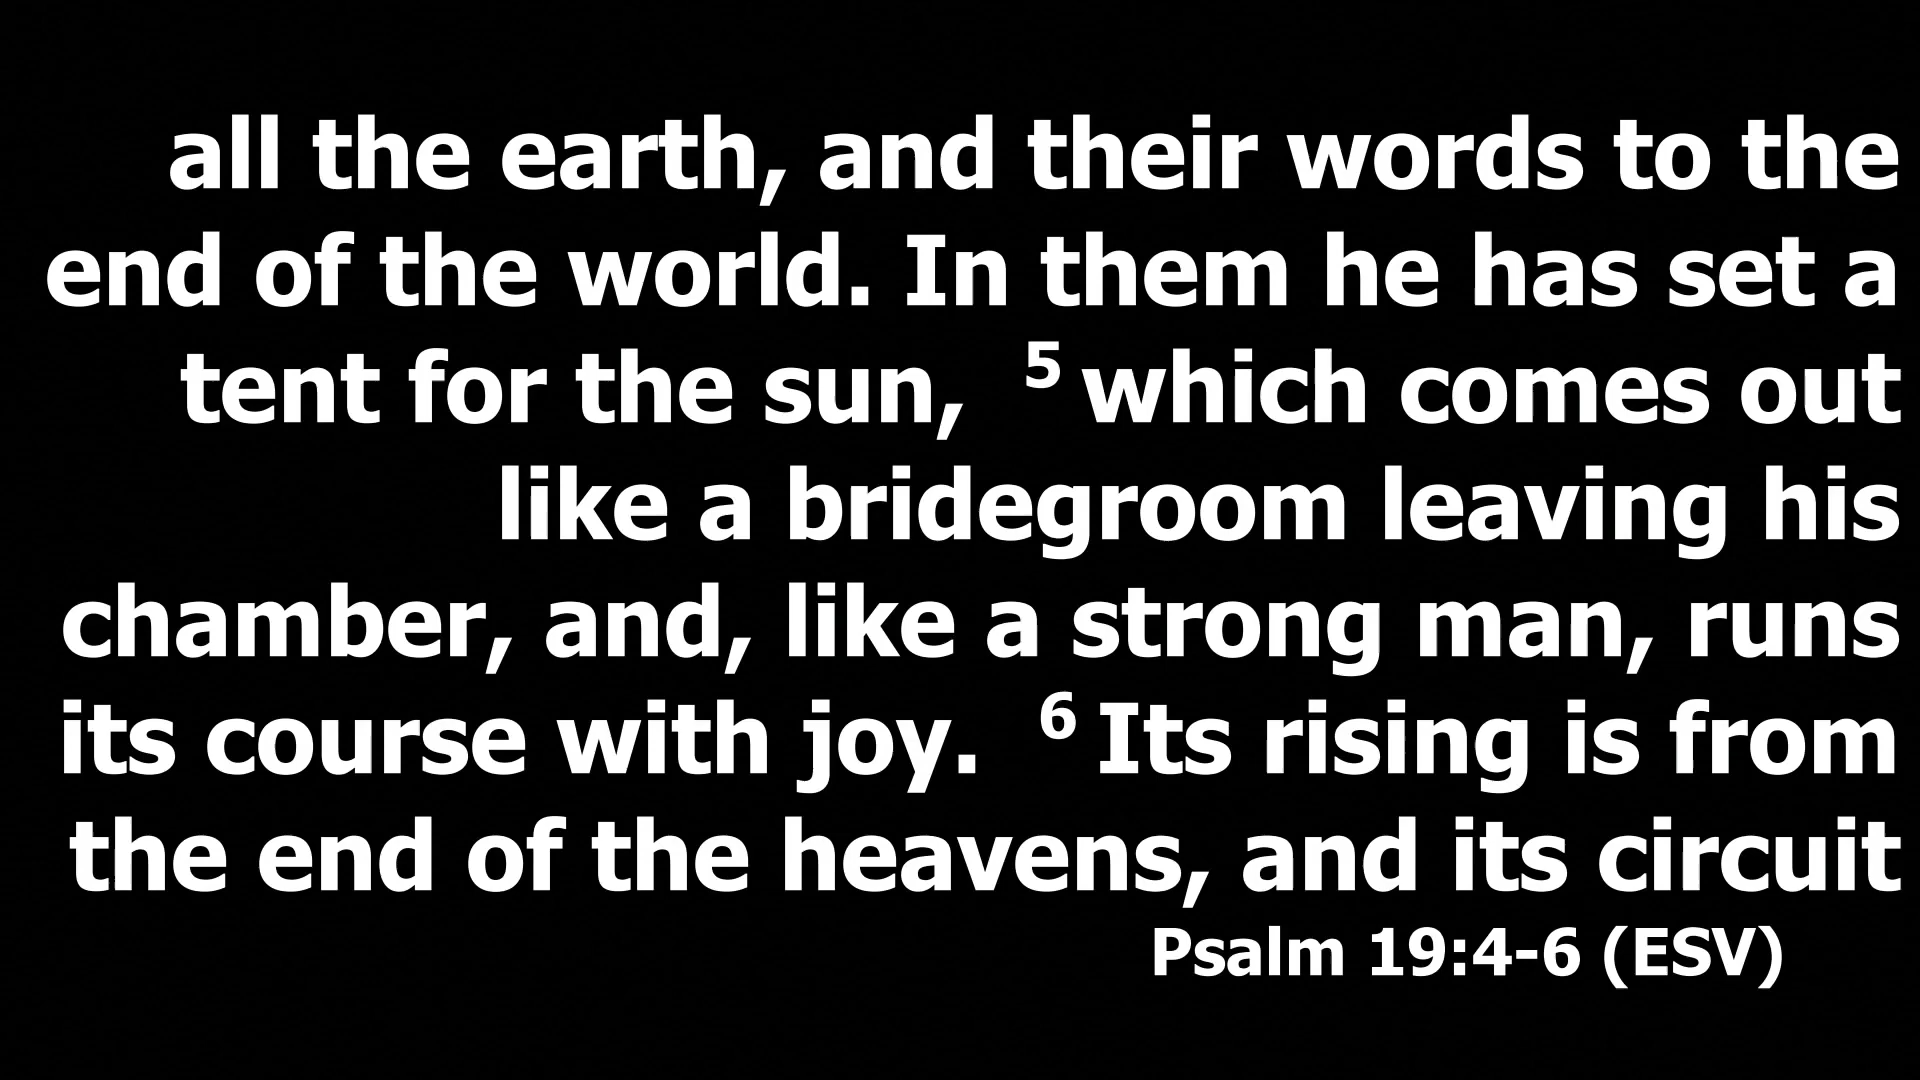 all the earth, and their words to the
end of the world. In them he has set a
tent for the sun, ⁵ which comes out
like a bridegroom leaving his
chamber, and, like a strong man, runs
its course with joy. ⁶ Its rising is from
the end of the heavens, and its circuit
Psalm 19:4-6 (ESV)